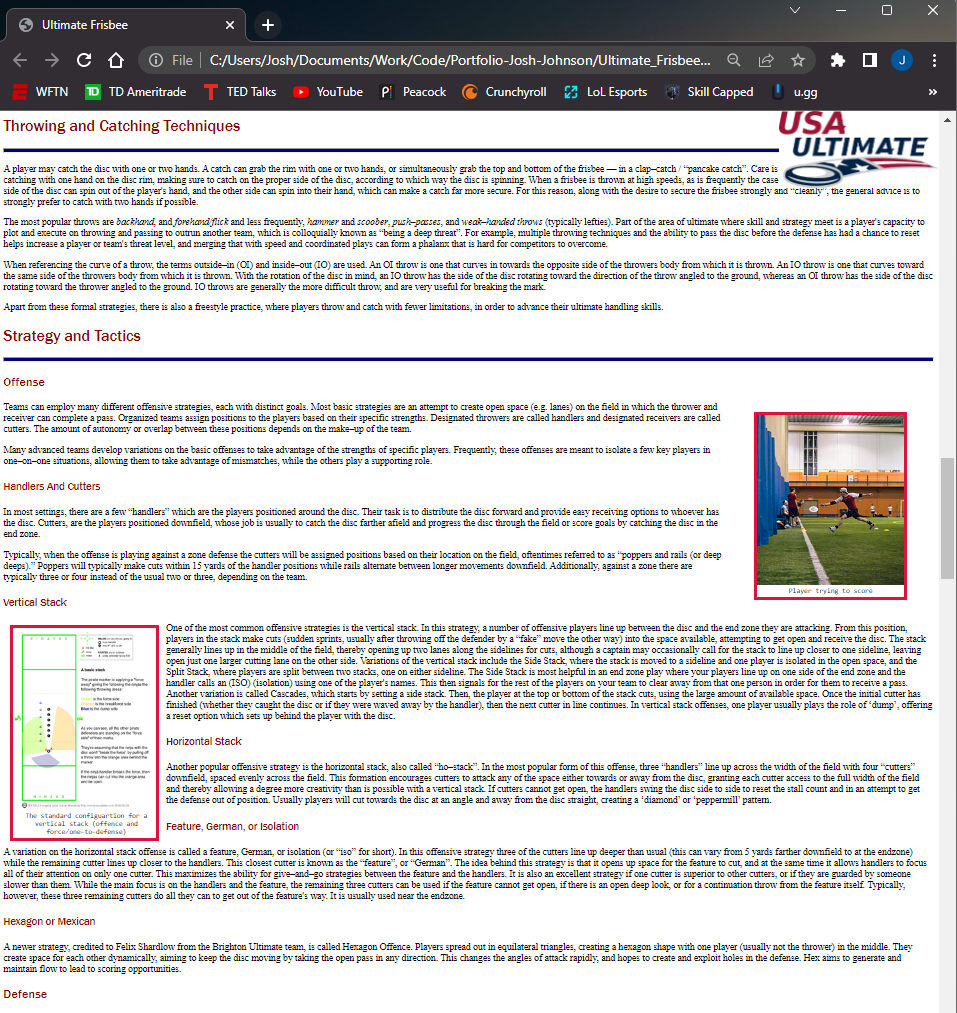 Ultimate Frisbee
File
C:/Users/Josh/Documents/Work/Code/Portfolio-Josh-Johnson/Ultimate_Frisbee...
J
WFTN
TD Ameritrade
TED Talks
YouTube
Peacock
Crunchyroll
LoL Esports
Skill Capped
u.gg
»
USA
ULTIMATE
Throwing and Catching Techniques
A player may catch the disc with one or two hands. A catch can grab the rim with one or two hands, or simultaneously grab the top and bottom of the frisbee — in a clap–catch / “pancake catch”. Care is
catching with one hand on the disc rim, making sure to catch on the proper side of the disc, according to which way the disc is spinning. When a frisbee is thrown at high speeds, as is frequently the case
side of the disc can spin out of the player's hand, and the other side can spin into their hand, which can make a catch far more secure. For this reason, along with the desire to secure the frisbee strongly and “cleanly”, the general advice is to
strongly prefer to catch with two hands if possible.
The most popular throws are backhand, and forehand/flick and less frequently, hammer and scoober, push–passes, and weak–handed throws (typically lefties). Part of the area of ultimate where skill and strategy meet is a player's capacity to
plot and execute on throwing and passing to outrun another team, which is colloquially known as “being a deep threat”. For example, multiple throwing techniques and the ability to pass the disc before the defense has had a chance to reset
helps increase a player or team's threat level, and merging that with speed and coordinated plays can form a phalanx that is hard for competitors to overcome.
When referencing the curve of a throw, the terms outside–in (OI) and inside–out (IO) are used. An OI throw is one that curves in towards the opposite side of the throwers body from which it is thrown. An IO throw is one that curves toward
the same side of the throwers body from which it is thrown. With the rotation of the disc in mind, an IO throw has the side of the disc rotating toward the direction of the throw angled to the ground, whereas an OI throw has the side of the disc
rotating toward the thrower angled to the ground. IO throws are generally the more difficult throw, and are very useful for breaking the mark.
Apart from these formal strategies, there is also a freestyle practice, where players throw and catch with fewer limitations, in order to advance their ultimate handling skills.
Strategy and Tactics
Offense
Teams can employ many different offensive strategies, each with distinct goals. Most basic strategies are an attempt to create open space (e.g. lanes) on the field in which the thrower and
receiver can complete a pass. Organized teams assign positions to the players based on their specific strengths. Designated throwers are called handlers and designated receivers are called
cutters. The amount of autonomy or overlap between these positions depends on the make–up of the team.
Many advanced teams develop variations on the basic offenses to take advantage of the strengths of specific players. Frequently, these offenses are meant to isolate a few key players in
one–on–one situations, allowing them to take advantage of mismatches, while the others play a supporting role.
Handlers And Cutters
In most settings, there are a few “handlers” which are the players positioned around the disc. Their task is to distribute the disc forward and provide easy receiving options to whoever has
the disc. Cutters, are the players positioned downfield, whose job is usually to catch the disc farther afield and progress the disc through the field or score goals by catching the disc in the
end zone.
Typically, when the offense is playing against a zone defense the cutters will be assigned positions based on their location on the field, oftentimes referred to as “poppers and rails (or deep
deeps).” Poppers will typically make cuts within 15 yards of the handler positions while rails alternate between longer movements downfield. Additionally, against a zone there are
typically three or four instead of the usual two or three, depending on the team.
Player trying to score
Vertical Stack
A basic stack
The standard configuartion for a
vertical stack (offence and
force/one-to-defense)
One of the most common offensive strategies is the vertical stack. In this strategy, a number of offensive players line up between the disc and the end zone they are attacking. From this position,
players in the stack make cuts (sudden sprints, usually after throwing off the defender by a “fake” move the other way) into the space available, attempting to get open and receive the disc. The stack
generally lines up in the middle of the field, thereby opening up two lanes along the sidelines for cuts, although a captain may occasionally call for the stack to line up closer to one sideline, leaving
open just one larger cutting lane on the other side. Variations of the vertical stack include the Side Stack, where the stack is moved to a sideline and one player is isolated in the open space, and the
Split Stack, where players are split between two stacks, one on either sideline. The Side Stack is most helpful in an end zone play where your players line up on one side of the end zone and the
handler calls an (ISO) (isolation) using one of the player's names. This then signals for the rest of the players on your team to clear away from that one person in order for them to receive a pass.
Another variation is called Cascades, which starts by setting a side stack. Then, the player at the top or bottom of the stack cuts, using the large amount of available space. Once the initial cutter has
finished (whether they caught the disc or if they were waved away by the handler), then the next cutter in line continues. In vertical stack offenses, one player usually plays the role of ‘dump’, offering
a reset option which sets up behind the player with the disc.
Horizontal Stack
Another popular offensive strategy is the horizontal stack, also called “ho–stack”. In the most popular form of this offense, three “handlers” line up across the width of the field with four “cutters”
downfield, spaced evenly across the field. This formation encourages cutters to attack any of the space either towards or away from the disc, granting each cutter access to the full width of the field
and thereby allowing a degree more creativity than is possible with a vertical stack. If cutters cannot get open, the handlers swing the disc side to side to reset the stall count and in an attempt to get
the defense out of position. Usually players will cut towards the disc at an angle and away from the disc straight, creating a ‘diamond’ or ‘peppermill’ pattern.
Feature, German, or Isolation
A variation on the horizontal stack offense is called a feature, German, or isolation (or “iso” for short). In this offensive strategy three of the cutters line up deeper than usual (this can vary from 5 yards farther downfield to at the endzone)
while the remaining cutter lines up closer to the handlers. This closest cutter is known as the “feature”, or “German”. The idea behind this strategy is that it opens up space for the feature to cut, and at the same time it allows handlers to focus
all of their attention on only one cutter. This maximizes the ability for give–and–go strategies between the feature and the handlers. It is also an excellent strategy if one cutter is superior to other cutters, or if they are guarded by someone
slower than them. While the main focus is on the handlers and the feature, the remaining three cutters can be used if the feature cannot get open, if there is an open deep look, or for a continuation throw from the feature itself. Typically,
however, these three remaining cutters do all they can to get out of the feature's way. It is usually used near the endzone.
Hexagon or Mexican
A newer strategy, credited to Felix Shardlow from the Brighton Ultimate team, is called Hexagon Offence. Players spread out in equilateral triangles, creating a hexagon shape with one player (usually not the thrower) in the middle. They
create space for each other dynamically, aiming to keep the disc moving by taking the open pass in any direction. This changes the angles of attack rapidly, and hopes to create and exploit holes in the defense. Hex aims to generate and
maintain flow to lead to scoring opportunities.
Defense